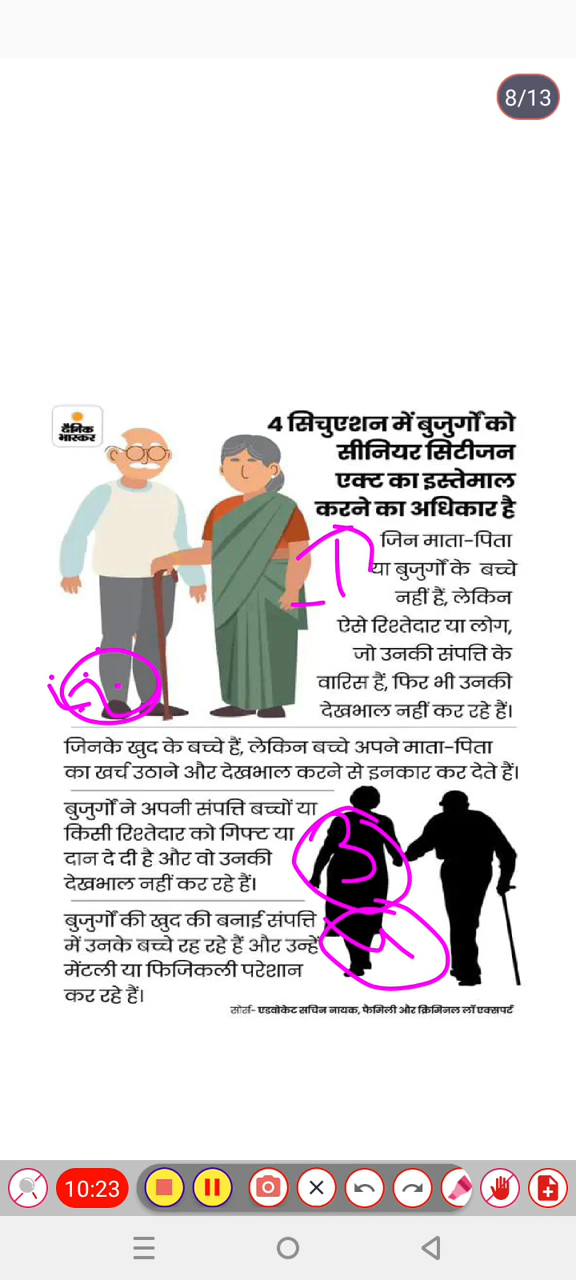 8/13
दैनिक
भास्कर
4 सिचुएशन में बुजुर्गों को
सीनियर सिटीजन
एक्ट का इस्तेमाल
करने का अधिकार है
जिन माता-पिता
या बुजुर्गों के बच्चे
नहीं हैं, लेकिन
ऐसे रिश्तेदार या लोग,
जो उनकी संपत्ति के
वारिस हैं, फिर भी उनकी
देखभाल नहीं कर रहे हैं।
जिनके खुद के बच्चे हैं, लेकिन बच्चे अपने माता-पिता
का खर्च उठाने और देखभाल करने से इनकार कर देते हैं।
बुजुर्गों ने अपनी संपत्ति बच्चों या
किसी रिश्तेदार को गिफ्ट या
दान दे दी है और वो उनकी
देखभाल नहीं कर रहे हैं।
3
बुजुर्गों की खुद की बनाई संपत्ति
में उनके बच्चे रह रहे हैं और उन्हें
मेंटली या फिजिकली परेशान
कर रहे हैं।
4
सोर्स- एडवोकेट सचिन नायक, फैमिली और क्रिमिनल लॉ एक्सपर्ट
10:23